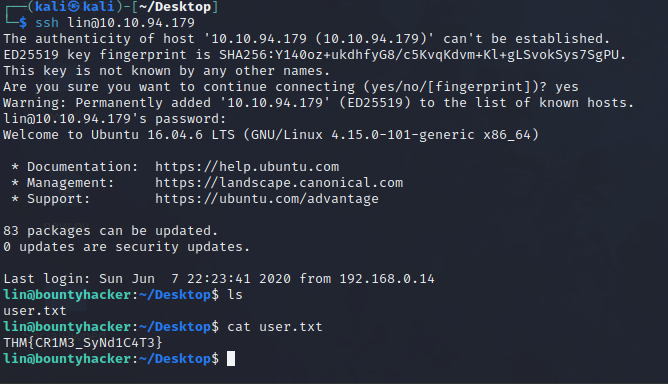 ┌──(kali㉿kali)-[~/Desktop]
└─$ ssh lin@10.10.94.179
The authenticity of host '10.10.94.179 (10.10.94.179)' can't be established.
ED25519 key fingerprint is SHA256:Y140oz+ukdhfyG8/c5KvqKdvm+Kl+gLSvokSys7SgPU.
This key is not known by any other names.
Are you sure you want to continue connecting (yes/no/[fingerprint])? yes
Warning: Permanently added '10.10.94.179' (ED25519) to the list of known hosts.
lin@10.10.94.179's password:
Welcome to Ubuntu 16.04.6 LTS (GNU/Linux 4.15.0-101-generic x86_64)
* Documentation:  https://help.ubuntu.com
* Management:     https://landscape.canonical.com
* Support:        https://ubuntu.com/advantage
83 packages can be updated.
0 updates are security updates.
Last login: Sun Jun  7 22:23:41 2020 from 192.168.0.14
lin@bountyhacker:~/Desktop$ ls
user.txt
lin@bountyhacker:~/Desktop$ cat user.txt
THM{CR1M3_SyNd1C4T3}
lin@bountyhacker:~/Desktop$